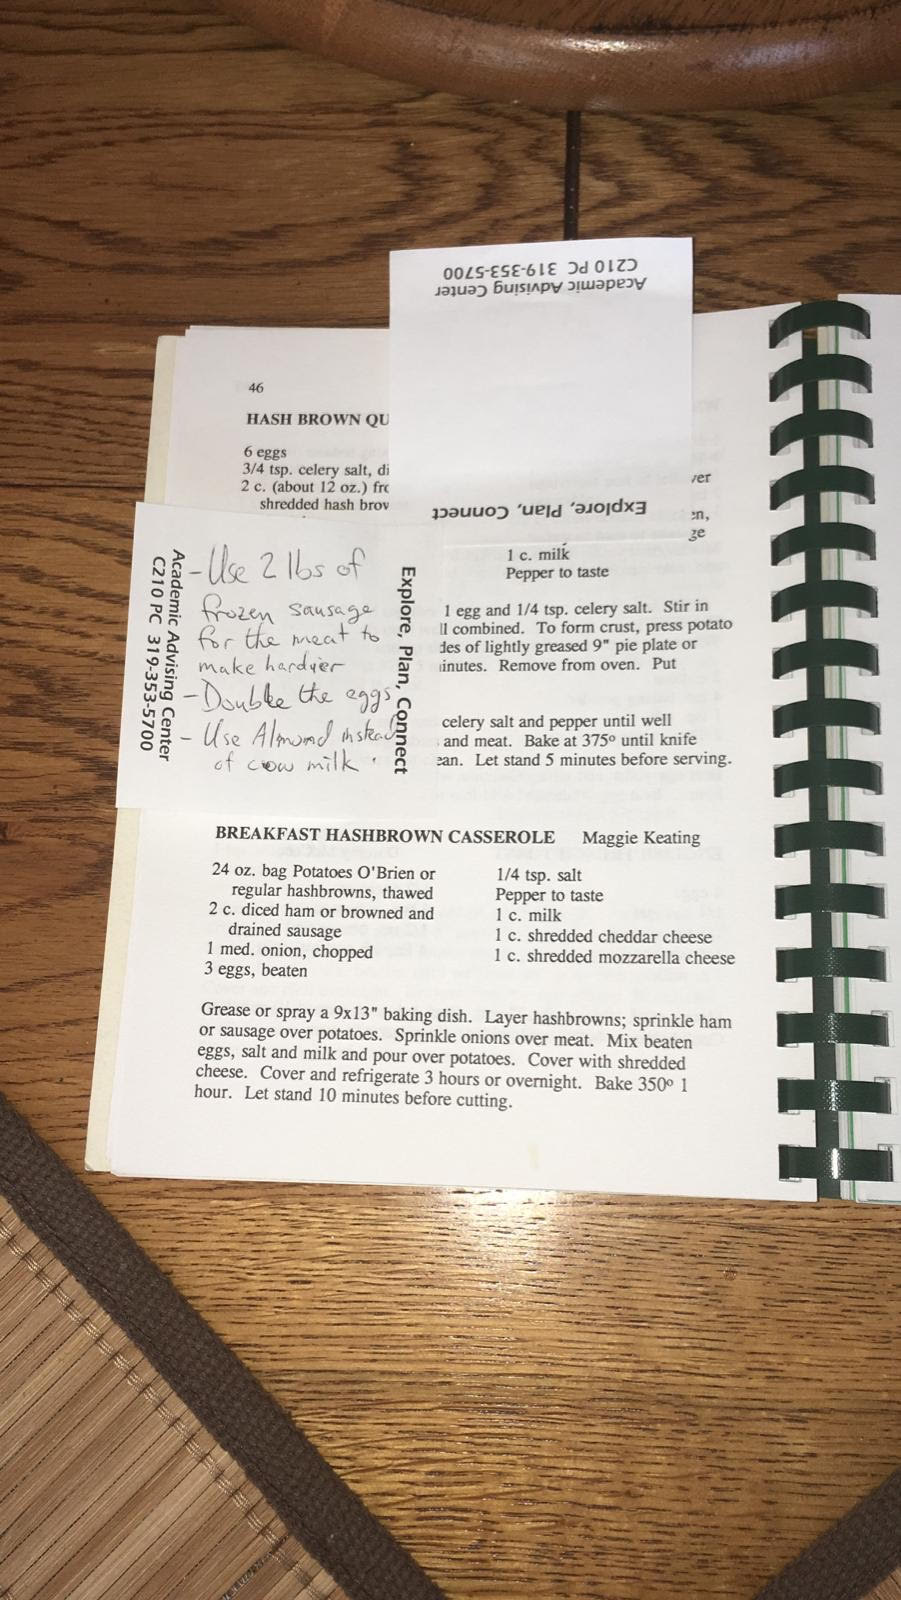 C210 PC 319-353-5700
Academic Advising Center
Explore, Plan, Connect
46
HASH BROWN QU
6 eggs
3/4 tsp. celery salt, di
2 c. (about 12 oz.) fro
shredded hash brow
ver
en,
ge
1 c. milk
Pepper to taste
1 egg and 1/4 tsp. celery salt. Stir in
ll combined. To form crust, press potato
des of lightly greased 9" pie plate or
inutes. Remove from oven. Put
celery salt and pepper until well
and meat. Bake at 375º until knife
ean. Let stand 5 minutes before serving.
Academic Advising Center
C210 PC 319-353-5700
- Use 2 lbs of
frozen sausage
for the meat to
make hardier
- Double the eggs
- Use Almond instead
of cow milk.
Explore, Plan, Connect
BREAKFAST HASHBROWN CASSEROLE Maggie Keating
24 oz. bag Potatoes O'Brien or
regular hashbrowns, thawed
2 c. diced ham or browned and
drained sausage
1 med. onion, chopped
3 eggs, beaten
1/4 tsp. salt
Pepper to taste
1 c. milk
1 c. shredded cheddar cheese
1 c. shredded mozzarella cheese
Grease or spray a 9x13" baking dish. Layer hashbrowns; sprinkle ham
or sausage over potatoes. Sprinkle onions over meat. Mix beaten
eggs, salt and milk and pour over potatoes. Cover with shredded
cheese. Cover and refrigerate 3 hours or overnight. Bake 350º 1
hour. Let stand 10 minutes before cutting.